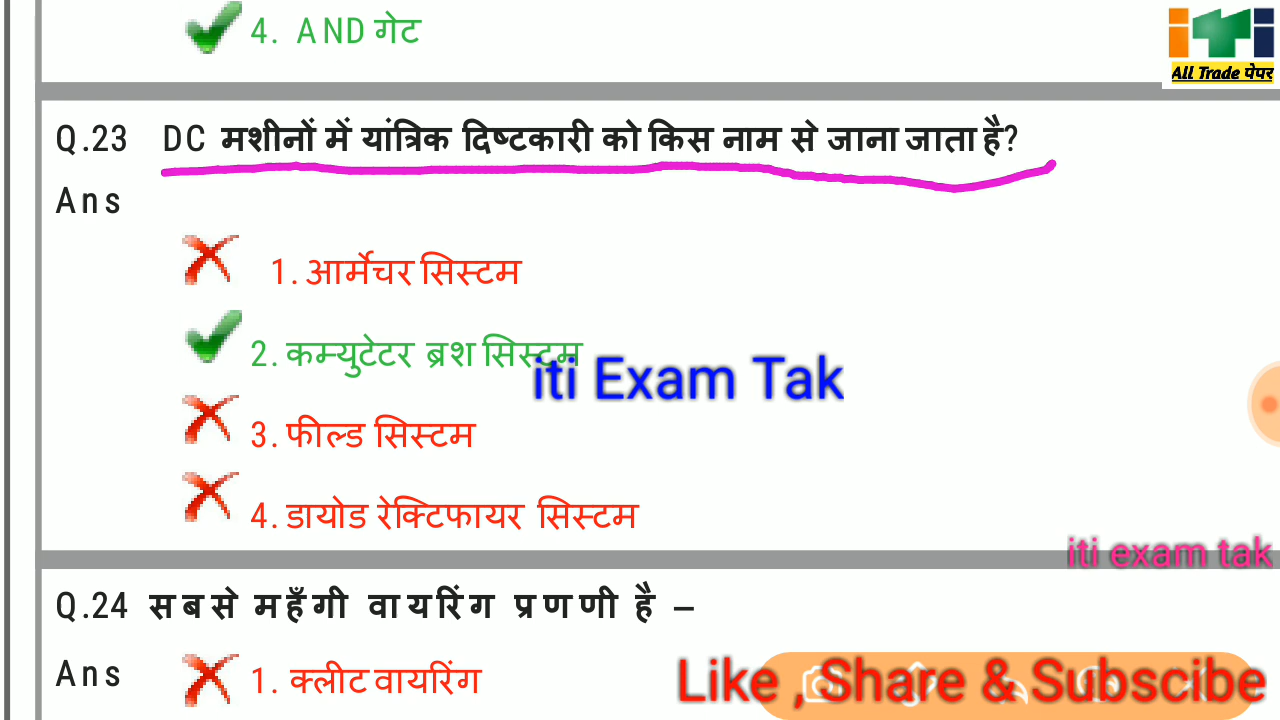 4. AND गेट
iTi
All Trade पेपर
Q.23 DC मशीनों में यांत्रिक दिष्टकारी को किस नाम से जाना जाता है?
Ans
1. आर्मेचर सिस्टम
2. कम्युटेटर ब्रश सिस्टम
iti Exam Tak
3. फील्ड सिस्टम
4. डायोड रेक्टिफायर सिस्टम
iti exam tak
Q.24 सबसे महँगी वायरिंग प्रणणी है –
Ans 1. क्लीट वायरिंग
Like , Share & Subscibe